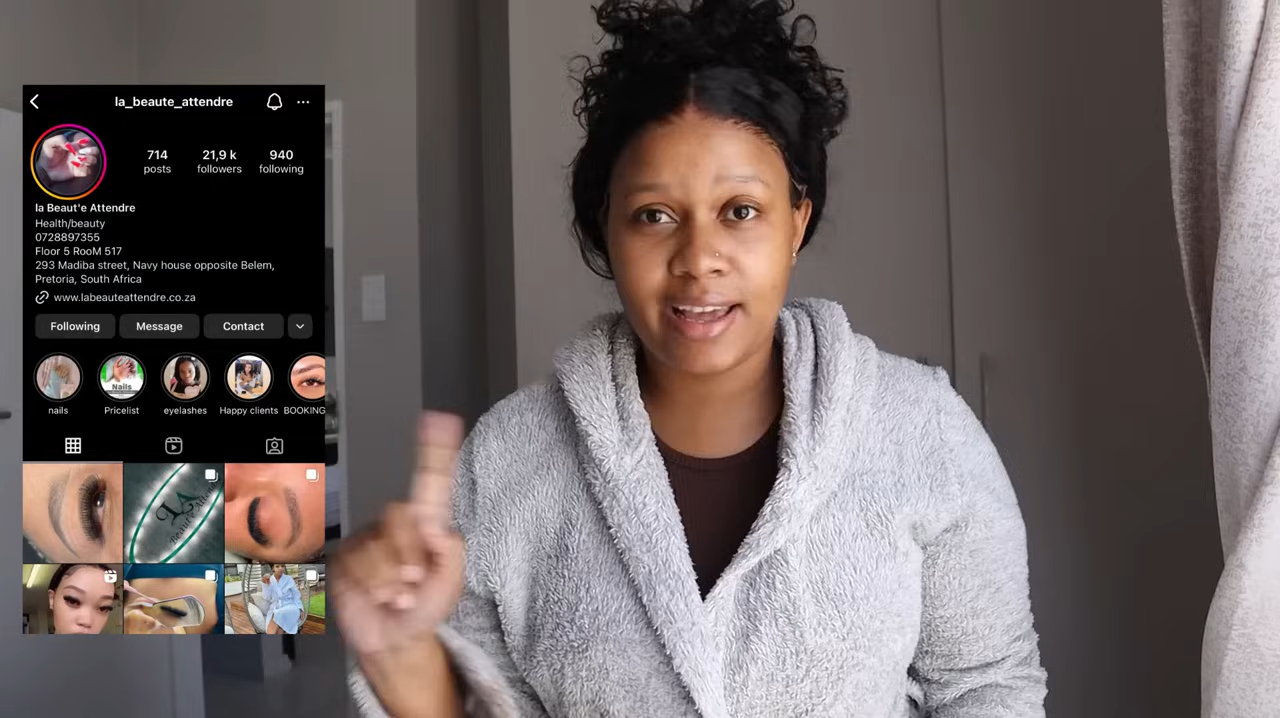 la_beaute_attendre
714
21,9 k
940
posts
followers
following
la Beaut'e Attendre
Health/beauty
0728897355
Floor 5 RooM 517
293 Madiba street, Navy house opposite Belem,
Pretoria, South Africa
www.labeauteattendre.co.za
Following
Message
Contact
Nails
nails
Pricelist
eyelashes
Happy clients
BOOKING
LA